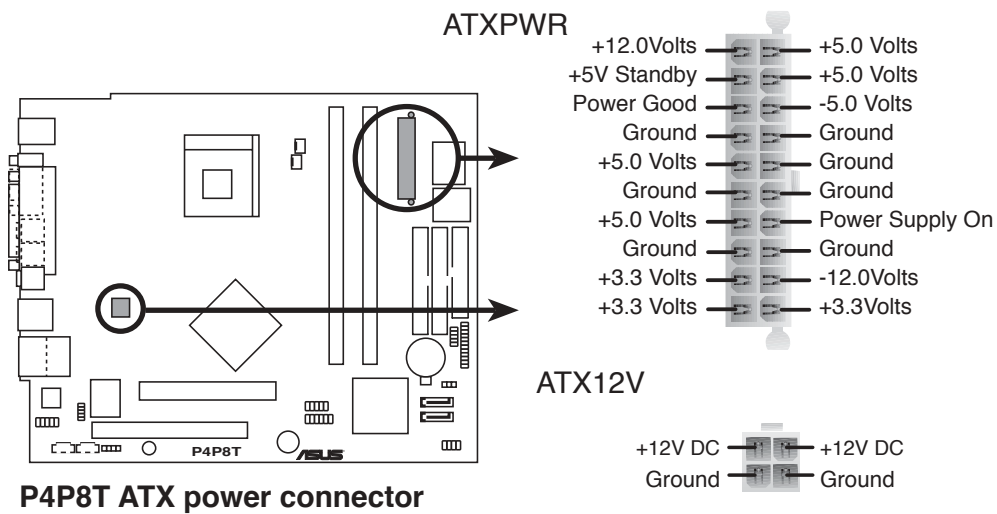 ATXPWR
+12.0Volts +5.0 Volts
+5V Standby +5.0 Volts
Power Good -5.0 Volts
Ground Ground
+5.0 Volts Ground
Ground Ground
+5.0 Volts Power Supply On
Ground Ground
+3.3 Volts -12.0Volts
+3.3 Volts +3.3Volts
ATX12V
+12V DC +12V DC
Ground Ground
P4P8T
ASUS
P4P8T ATX power connector